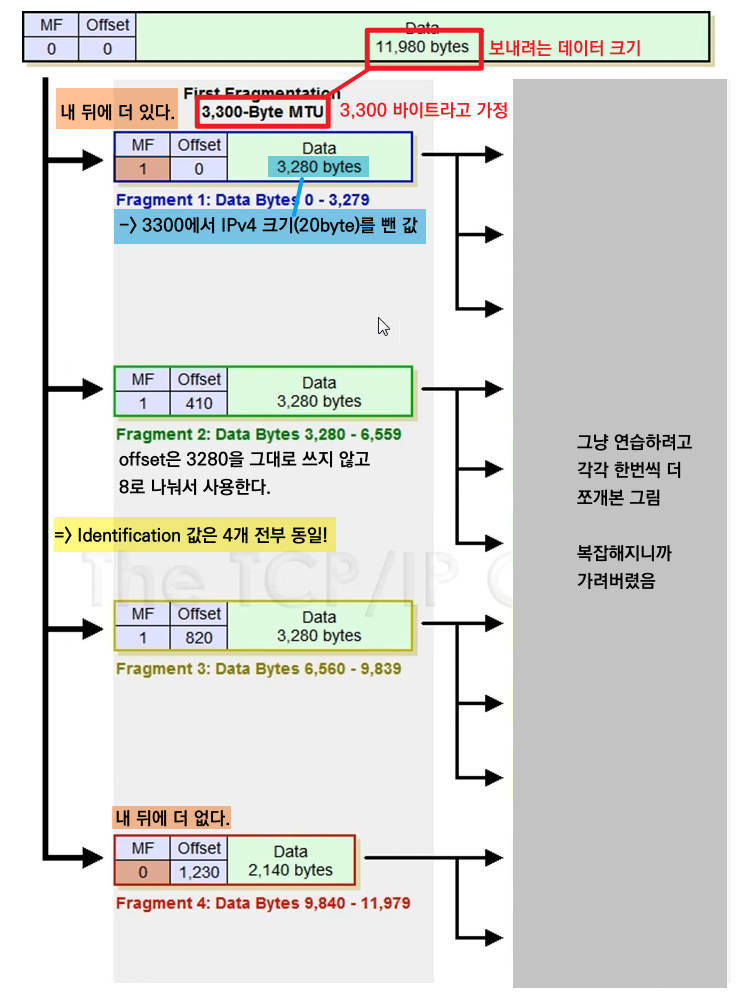 MF Offset Data
0 0 11,980 bytes 보내려는 데이터 크기
First Fragmentation
내 뒤에 더 있다. 3,300-Byte MTU 3,300 바이트라고 가정
MF Offset Data
1 0 3,280 bytes
Fragment 1: Data Bytes 0 - 3,279
-> 3300에서 IPv4 크기(20byte)를 뺀 값
MF Offset Data
1 410 3,280 bytes
Fragment 2: Data Bytes 3,280 - 6,559
offset은 3280을 그대로 쓰지 않고
8로 나눠서 사용한다.
그냥 연습하려고
각각 한번씩 더
쪼개본 그림
복잡해지니까
가려버렸음
=> Identification 값은 4개 전부 동일!
The TCP/IP G
MF Offset Data
1 820 3,280 bytes
Fragment 3: Data Bytes 6,560 - 9,839
내 뒤에 더 없다.
MF Offset Data
0 1,230 2,140 bytes
Fragment 4: Data Bytes 9,840 - 11,979